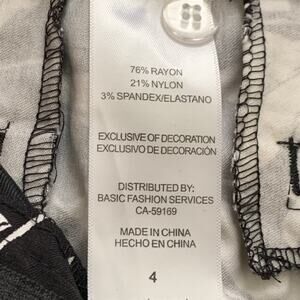 76% RAYON
21% NYLON
3% SPANDEX/ELASTANO
EXCLUSIVE OF DECORATION
EXCLUSIVO DE DECORACIÓN
DISTRIBUTED BY:
BASIC FASHION SERVICES
CA-59169
MADE IN CHINA
HECHO EN CHINA
4